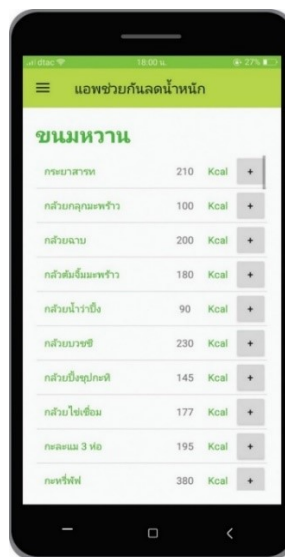 dtac 18:00 น. 27%
แอพช่วยกันลดน้ำหนัก
ขนมหวาน
กระยาสารท 210 Kcal +
กล้วยกลุกมะพร้าว 100 Kcal +
กล้วยฉาบ 200 Kcal +
กล้วต้มจิ้มมะพร้าว 180 Kcal +
กล้วยน้ำว่าปิ้ง 90 Kcal +
กล้วยบวชชี 230 Kcal +
กล้วยปิ้งชุปกะทิ 145 Kcal +
กล้วยไข่เชื่อม 177 Kcal +
กะละแม 3 ห่อ 195 Kcal +
กะหรี่พัฟ 380 Kcal +